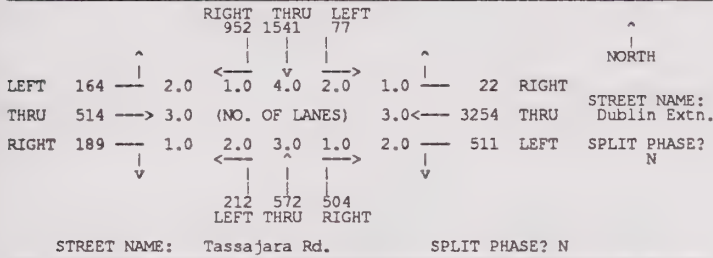 RIGHT THRU LEFT
952 1541 77
NORTH
LEFT 164 2.0 1.0 4.0 2.0 1.0 22 RIGHT
STREET NAME:
THRU 514 ---> 3.0 (NO. OF LANES) 3.0<--- 3254 THRU Dublin Extn.
RIGHT 189 1.0 2.0 3.0 1.0 2.0 511 LEFT SPLIT PHASE?
N
212 572 504
LEFT THRU RIGHT
STREET NAME: Tassajara Rd. SPLIT PHASE? N